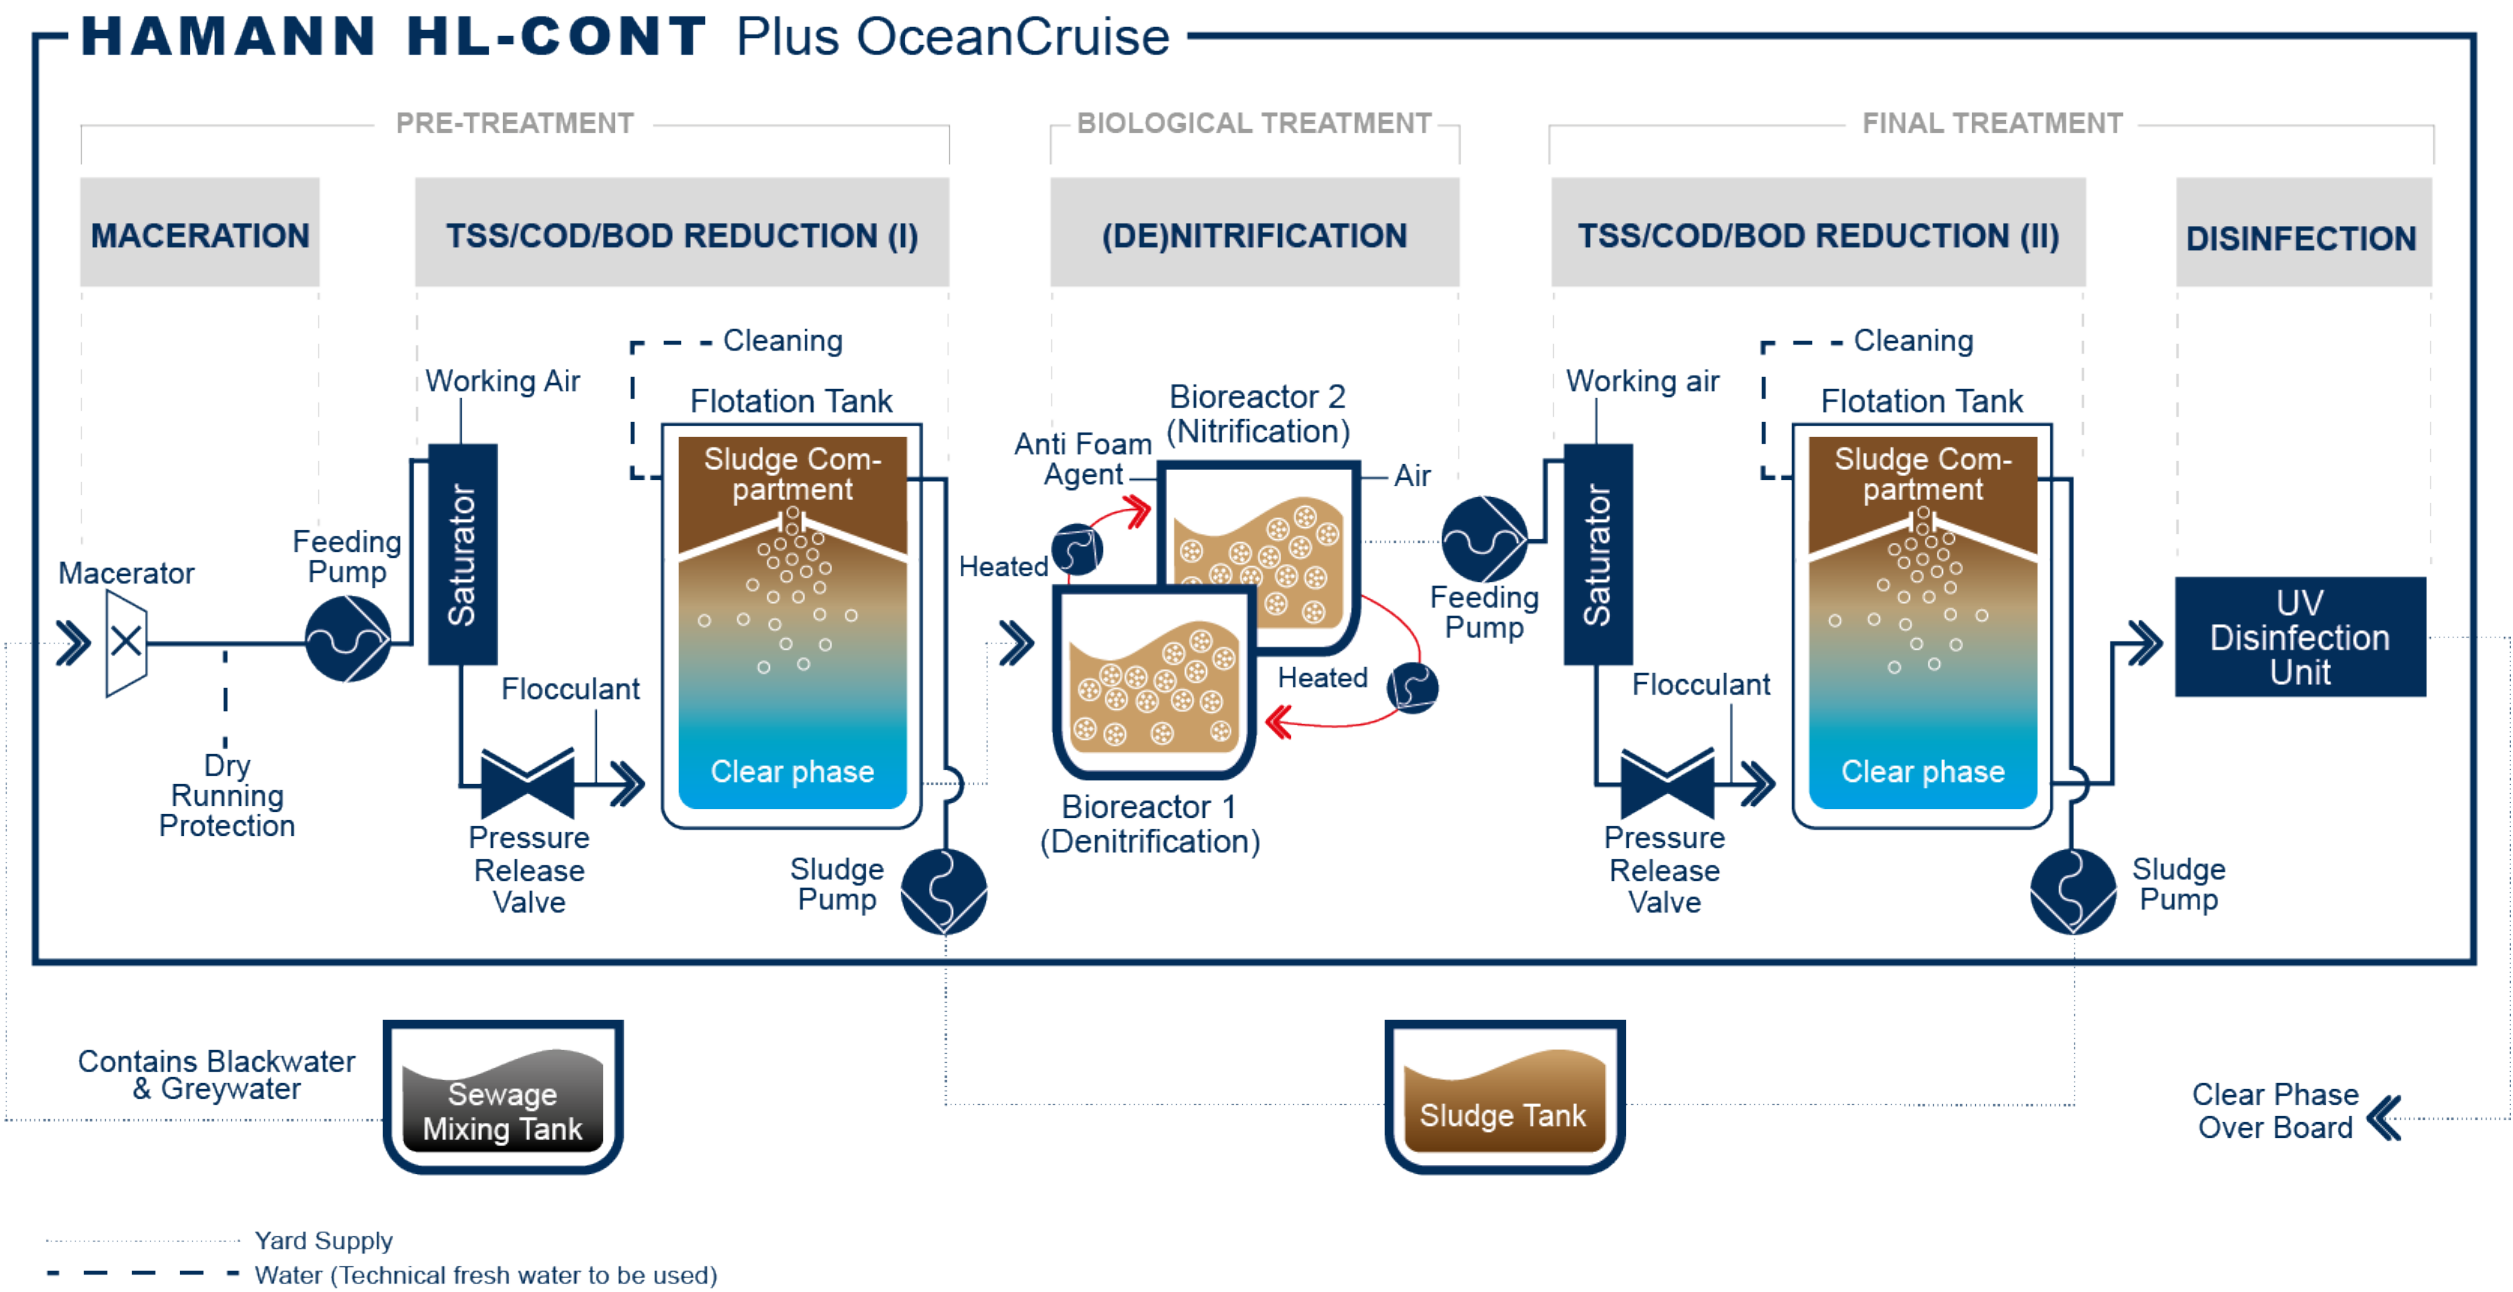 HAMANN HL-CONT Plus OceanCruise
PRE-TREATMENT
BIOLOGICAL TREATMENT
FINAL TREATMENT
MACERATION
TSS/COD/BOD REDUCTION (I)
(DE)NITRIFICATION
TSS/COD/BOD REDUCTION (II)
DISINFECTION
Macerator
Dry
Running
Protection
Feeding
Pump
Working Air
Saturator
Flocculant
Pressure
Release
Valve
Cleaning
Flotation Tank
Sludge Com-
partment
Clear phase
Sludge
Pump
Anti Foam
Agent
Bioreactor 2
(Nitrification)
Air
Heated
Heated
Bioreactor 1
(Denitrification)
Feeding
Pump
Working air
Saturator
Flocculant
Pressure
Release
Valve
Cleaning
Flotation Tank
Sludge Com-
partment
Clear phase
Sludge
Pump
UV
Disinfection
Unit
Contains Blackwater
& Greywater
Sewage
Mixing Tank
Sludge Tank
Clear Phase
Over Board
Yard Supply
Water (Technical fresh water to be used)